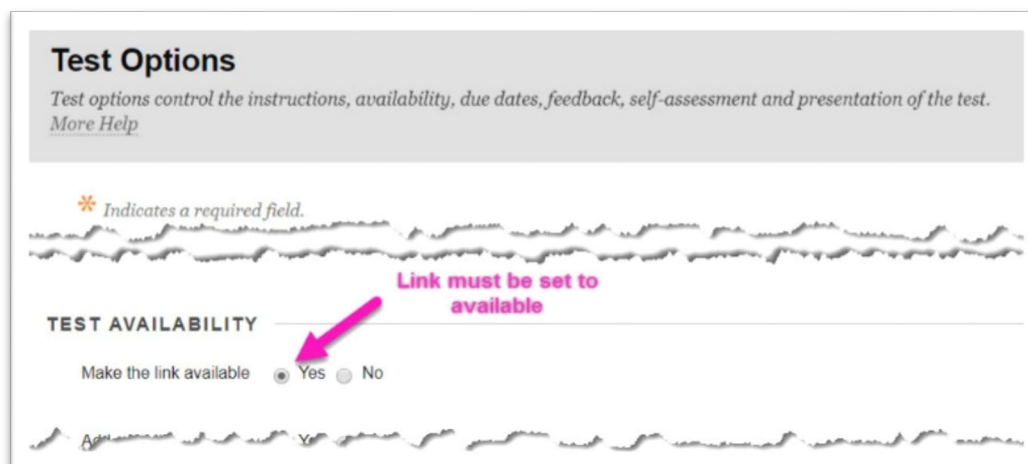 Test Options
Test options control the instructions, availability, due dates, feedback, self-assessment and presentation of the test.
More Help
* Indicates a required field.
Link must be set to
available
TEST AVAILABILITY
Make the link available Yes No